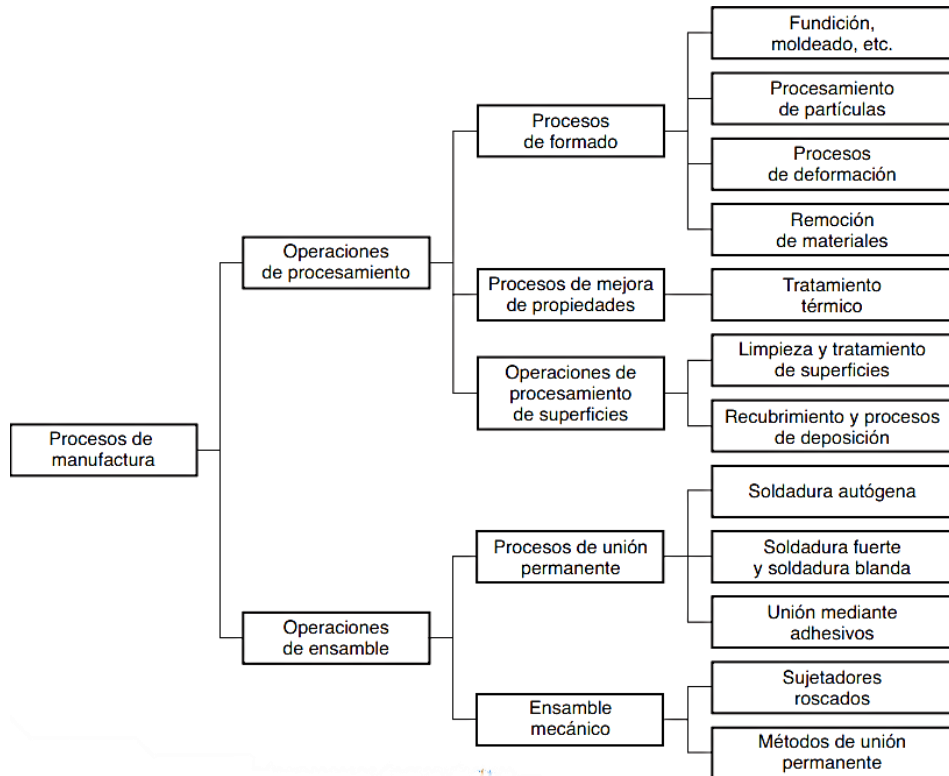 Fundición,
moldeado, etc.
Procesamiento
de partículas
Procesos
de formado
Procesos
de deformación
Remoción
de materiales
Operaciones
de procesamiento
Procesos de mejora
de propiedades
Tratamiento
térmico
Limpieza y tratamiento
de superficies
Operaciones de
procesamiento
de superficies
Recubrimiento y procesos
de deposición
Procesos de
manufactura
Soldadura autógena
Procesos de unión
permanente
Soldadura fuerte
y soldadura blanda
Operaciones
de ensamble
Unión mediante
adhesivos
Sujetadores
roscados
Ensamble
mecánico
Métodos de unión
permanente